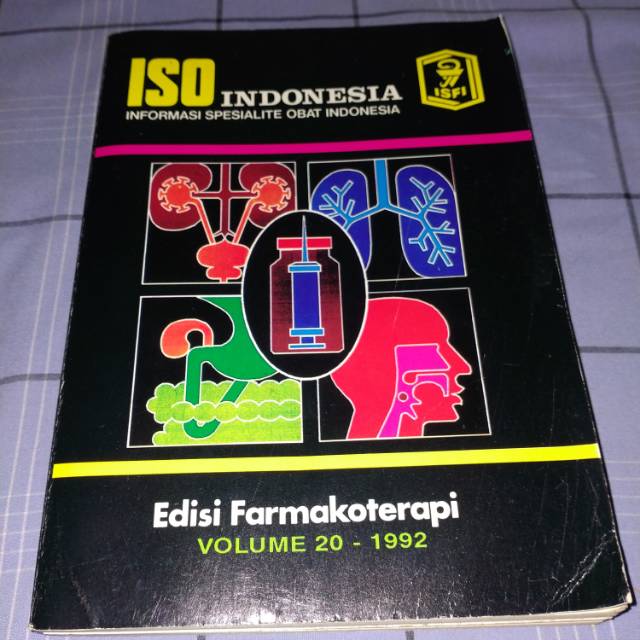 ISO INDONESIA
INFORMASI SPESIALITE OBAT INDONESIA
ISFI
Edisi Farmakoterapi
VOLUME 20 - 1992